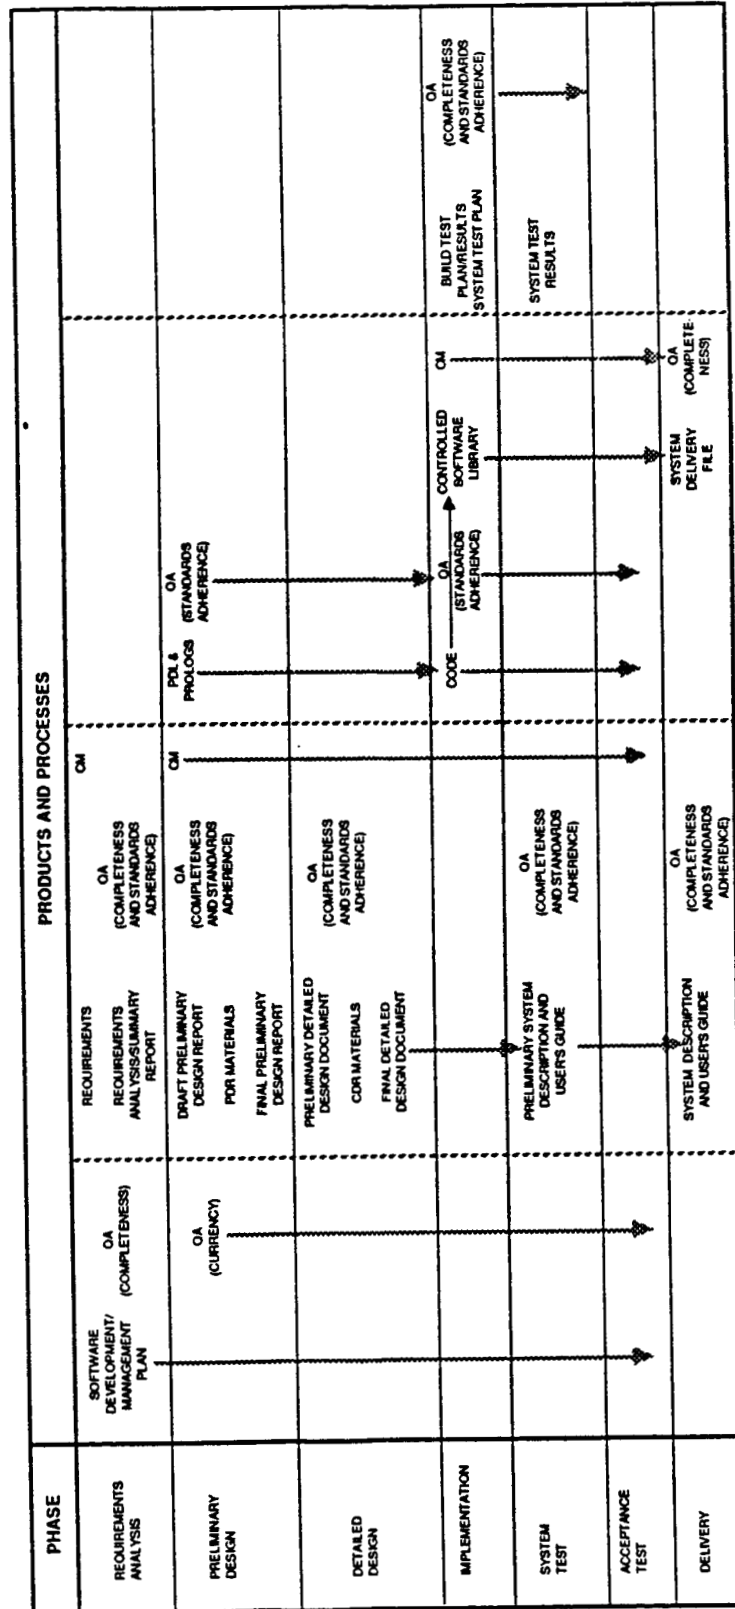 PHASE
PRODUCTS AND PROCESSES
REQUIREMENTS
ANALYSIS
SOFTWARE
DEVELOPMENT/
MANAGEMENT
PLAN
QA
(COMPLETENESS)
REQUIREMENTS
REQUIREMENTS
ANALYSIS/SUMMARY
REPORT
QA
(COMPLETENESS
AND STANDARDS
ADHERENCE)
CM
PRELIMINARY
DESIGN
QA
(CURRENCY)
DRAFT PRELIMINARY
DESIGN REPORT
PDR MATERIALS
FINAL PRELIMINARY
DESIGN REPORT
QA
(COMPLETENESS
AND STANDARDS
ADHERENCE)
CM
PDL &
PROLOGS
QA
(STANDARDS
ADHERENCE)
DETAILED
DESIGN
PRELIMINARY DETAILED
DESIGN DOCUMENT
CDR MATERIALS
FINAL DETAILED
DESIGN DOCUMENT
QA
(COMPLETENESS
AND STANDARDS
ADHERENCE)
IMPLEMENTATION
CODE
QA
(STANDARDS
ADHERENCE)
CONTROLLED
SOFTWARE
LIBRARY
CM
BUILD TEST
PLAN/RESULTS
SYSTEM TEST PLAN
QA
(COMPLETENESS
AND STANDARDS
ADHERENCE)
SYSTEM
TEST
PRELIMINARY SYSTEM
DESCRIPTION AND
USER'S GUIDE
QA
(COMPLETENESS
AND STANDARDS
ADHERENCE)
SYSTEM TEST
RESULTS
ACCEPTANCE
TEST
DELIVERY
SYSTEM DESCRIPTION
AND USER'S GUIDE
QA
(COMPLETENESS
AND STANDARDS
ADHERENCE)
SYSTEM
DELIVERY
FILE
QA
(COMPLETE-
NESS)